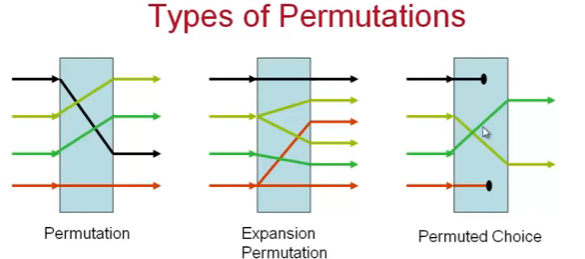 Types of Permutations
Permutation
Expansion
Permutation
Permuted Choice